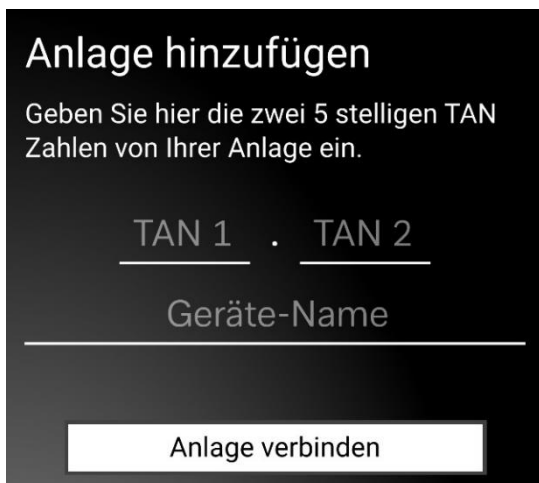 Anlage hinzufügen
Geben Sie hier die zwei 5 stelligen TAN
Zahlen von Ihrer Anlage ein.
TAN 1 . TAN 2
Geräte-Name
Anlage verbinden